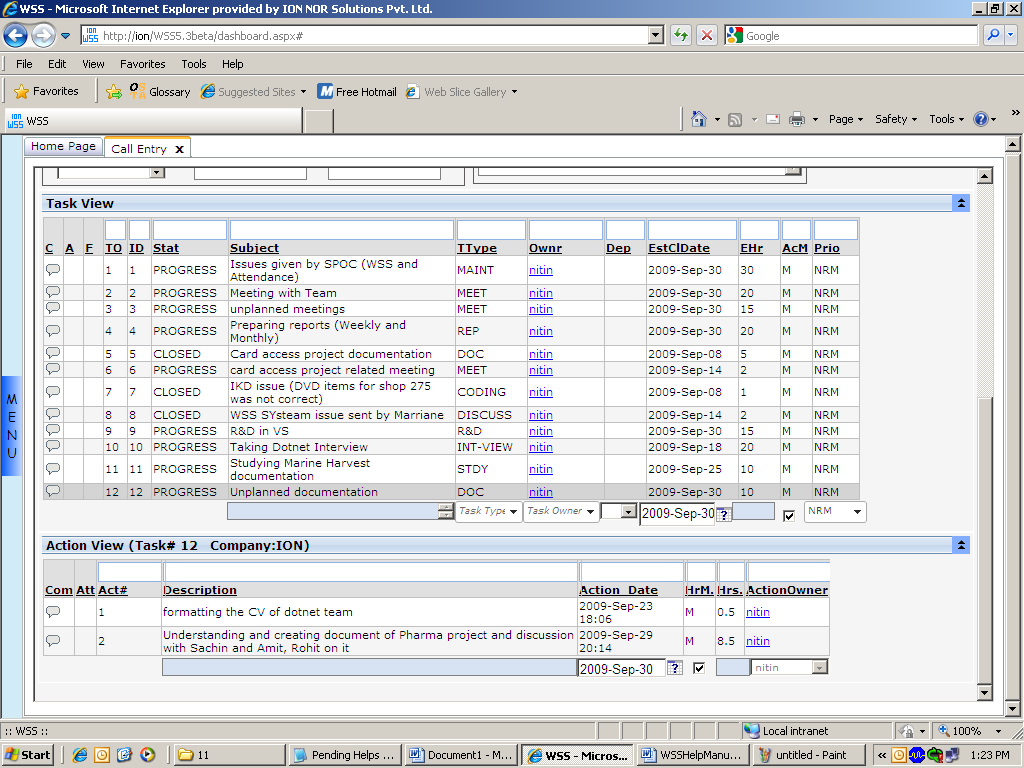 WSS - Microsoft Internet Explorer provided by ION NOR Solutions Pvt. Ltd.
http://ion/WSS5.3beta/dashboard.aspx# Google
File Edit View Favorites Tools Help
Favorites Glossary Suggested Sites Free Hotmail Web Slice Gallery
WSS Page Safety Tools
Home Page Call Entry x
Task View
C A F TO ID Stat Subject TType Ownr Dep EstClDate EHr AcM Prio
1 1 PROGRESS Issues given by SPOC (WSS and
Attendance) MAINT nitin 2009-Sep-30 30 M NRM
2 2 PROGRESS Meeting with Team MEET nitin 2009-Sep-30 20 M NRM
3 3 PROGRESS unplanned meetings MEET nitin 2009-Sep-30 15 M NRM
4 4 PROGRESS Preparing reports (Weekly and
Monthly) REP nitin 2009-Sep-30 20 M NRM
5 5 CLOSED Card access project documentation DOC nitin 2009-Sep-08 5 M NRM
6 6 PROGRESS card access project related meeting MEET nitin 2009-Sep-14 2 M NRM
7 7 CLOSED IKD issue (DVD items for shop 275
was not correct) CODING nitin 2009-Sep-08 1 M NRM
8 8 CLOSED WSS SYsteam issue sent by Marriane DISCUSS nitin 2009-Sep-14 2 M NRM
9 9 PROGRESS R&D in VS R&D nitin 2009-Sep-30 15 M NRM
10 10 PROGRESS Taking Dotnet Interview INT-VIEW nitin 2009-Sep-18 20 M NRM
11 11 PROGRESS Studying Marine Harvest
documentation STDY nitin 2009-Sep-25 10 M NRM
12 12 PROGRESS Unplanned documentation DOC nitin 2009-Sep-30 10 M NRM
Task Type Task Owner 2009-Sep-30 NRM
MENU
Action View (Task# 12 Company:ION)
Com Att Act# Description Action_Date HrM. Hrs. ActionOwner
1 formatting the CV of dotnet team 2009-Sep-23
18:06 M 0.5 nitin
2 Understanding and creating document of Pharma project and discussion
with Sachin and Amit, Rohit on it 2009-Sep-29
20:14 M 8.5 nitin
2009-Sep-30 nitin
:: WSS :: Local intranet 100%
Start 11 Pending Helps ... Document1 - M... WSS - Micros... WSSHelpManu... untitled - Paint 1:23 PM